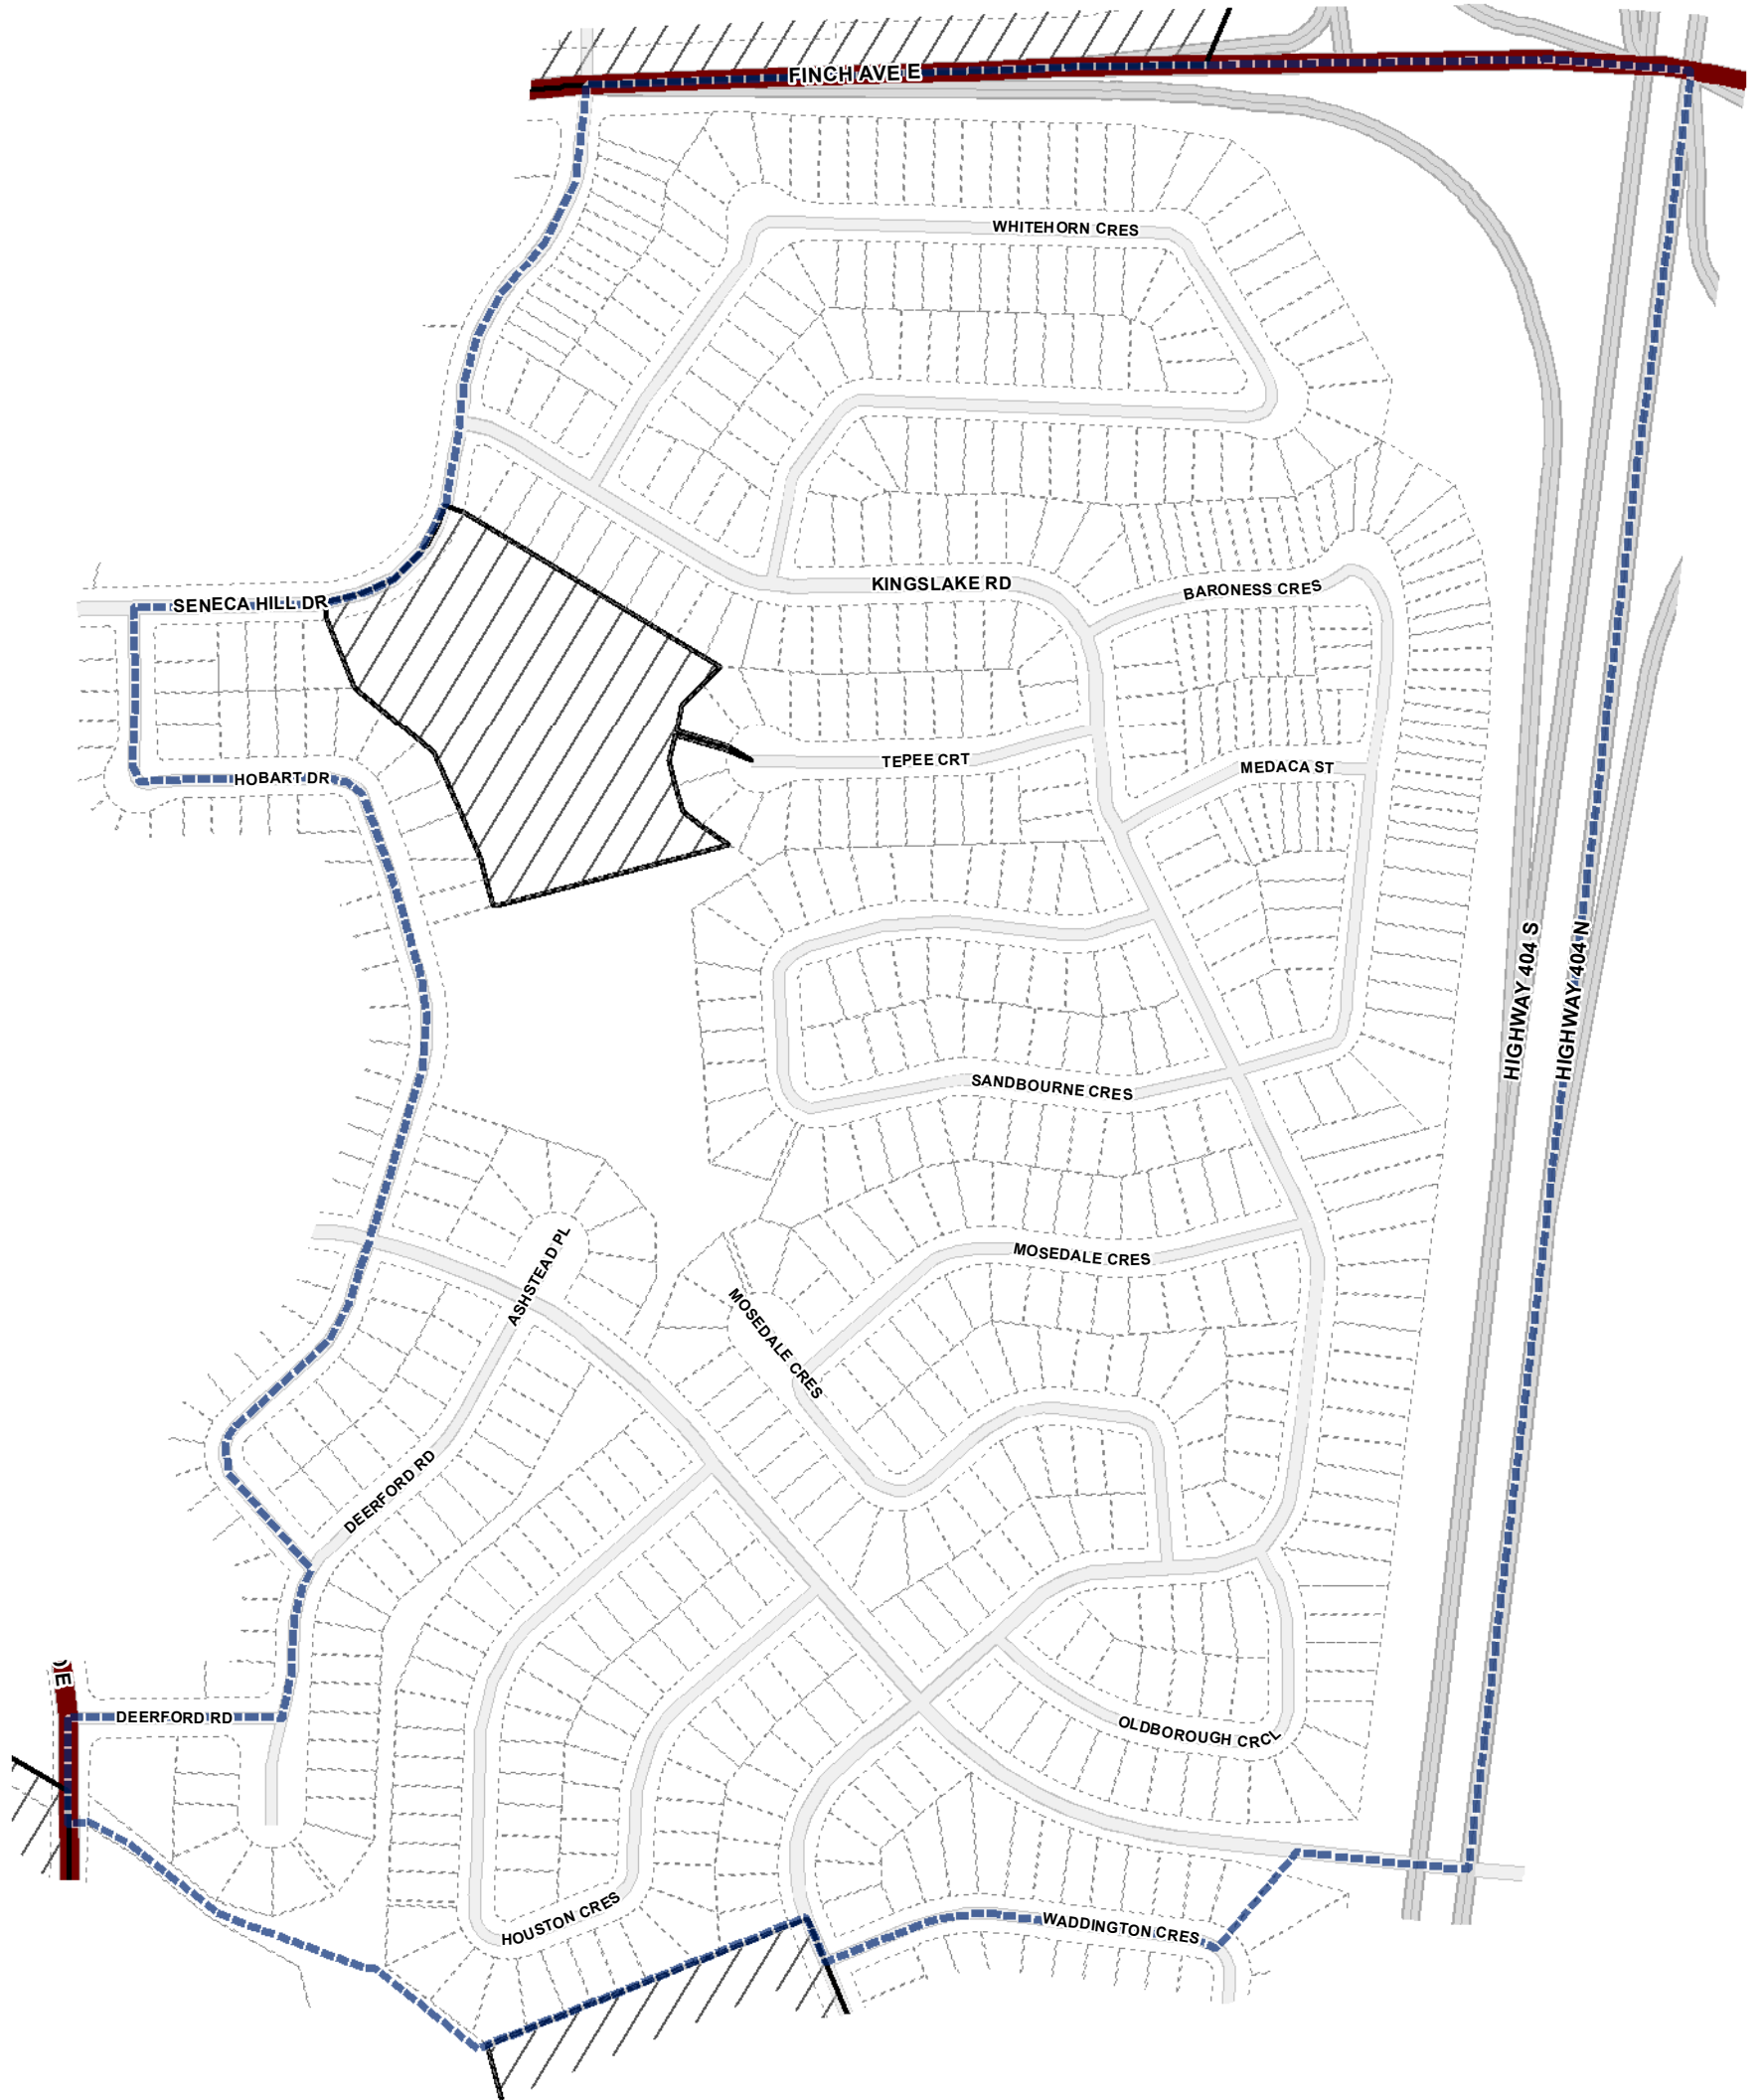 FINCH AVE E
WHITEHORN CRES
KINGSLAKE RD
BARONESS CRES
SENECA HILL DR
TEPEE CRT
MEDACA ST
HOBART DR
HIGHWAY 404 S
HIGHWAY 404 N
SANDBOURNE CRES
ASHSTEAD PL
MOSEDALE CRES
MOSEDALE CRES
DEERFORD RD
DEERFORD RD
OLDBOROUGH CRCL
HOUSTON CRES
WADDINGTON CRES